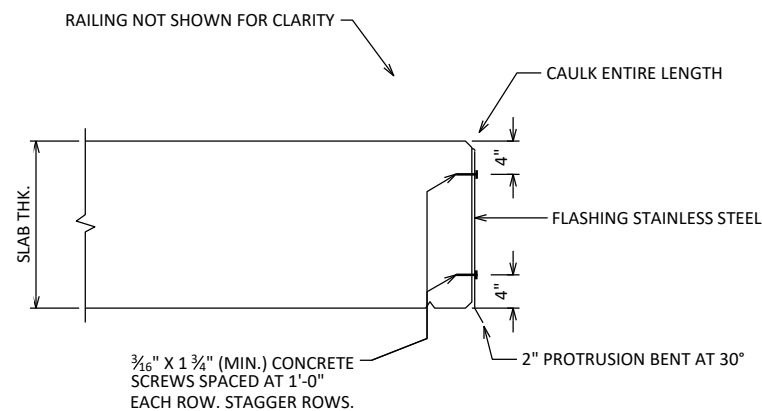 RAILING NOT SHOWN FOR CLARITY
CAULK ENTIRE LENGTH
4"
SLAB THK.
FLASHING STAINLESS STEEL
4"
2" PROTRUSION BENT AT 30°
³⁄₁₆" X 1 ¾" (MIN.) CONCRETE
SCREWS SPACED AT 1'-0"
EACH ROW. STAGGER ROWS.